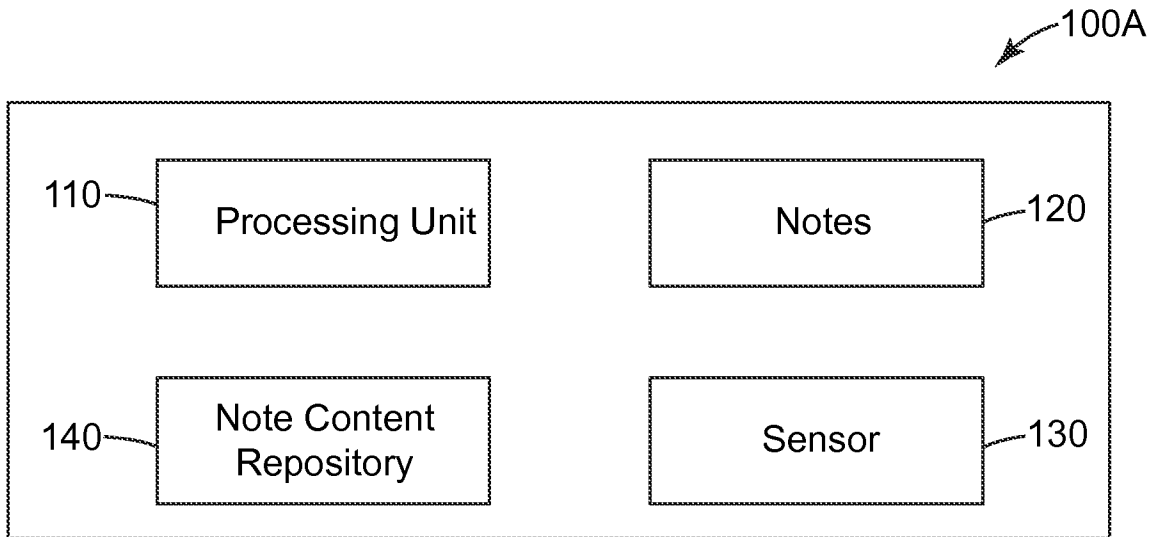 100A
110
Processing Unit
Notes
120
140
Note Content
Repository
Sensor
130